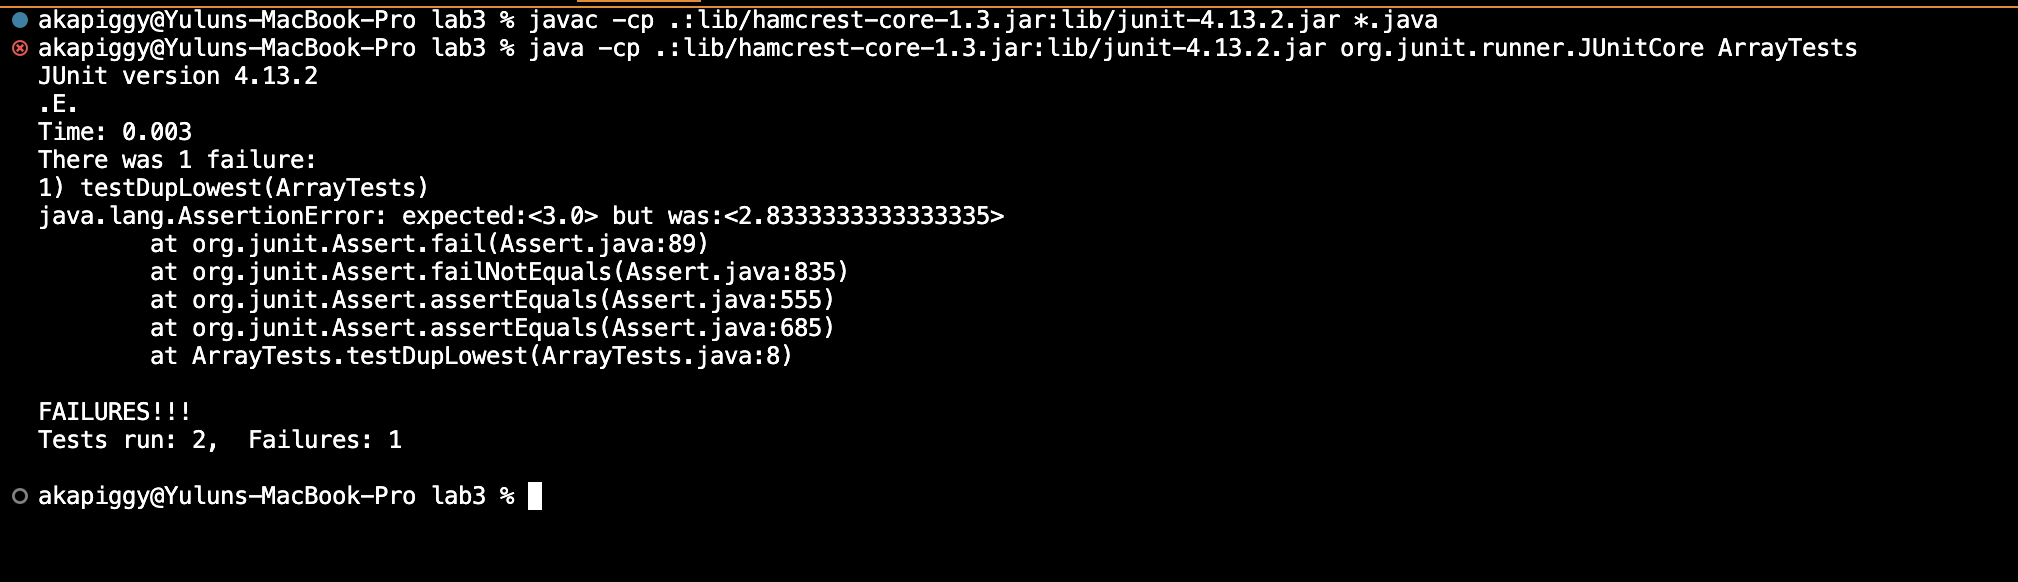 akapiggy@Yuluns-MacBook-Pro lab3 % javac -cp .:lib/hamcrest-core-1.3.jar:lib/junit-4.13.2.jar *.java
akapiggy@Yuluns-MacBook-Pro lab3 % java -cp .:lib/hamcrest-core-1.3.jar:lib/junit-4.13.2.jar org.junit.runner.JUnitCore ArrayTests
JUnit version 4.13.2
.E.
Time: 0.003
There was 1 failure:
1) testDupLowest(ArrayTests)
java.lang.AssertionError: expected:<3.0> but was:<2.8333333333333335>
        at org.junit.Assert.fail(Assert.java:89)
        at org.junit.Assert.failNotEquals(Assert.java:835)
        at org.junit.Assert.assertEquals(Assert.java:555)
        at org.junit.Assert.assertEquals(Assert.java:685)
        at ArrayTests.testDupLowest(ArrayTests.java:8)
FAILURES!!!
Tests run: 2,  Failures: 1
akapiggy@Yuluns-MacBook-Pro lab3 %